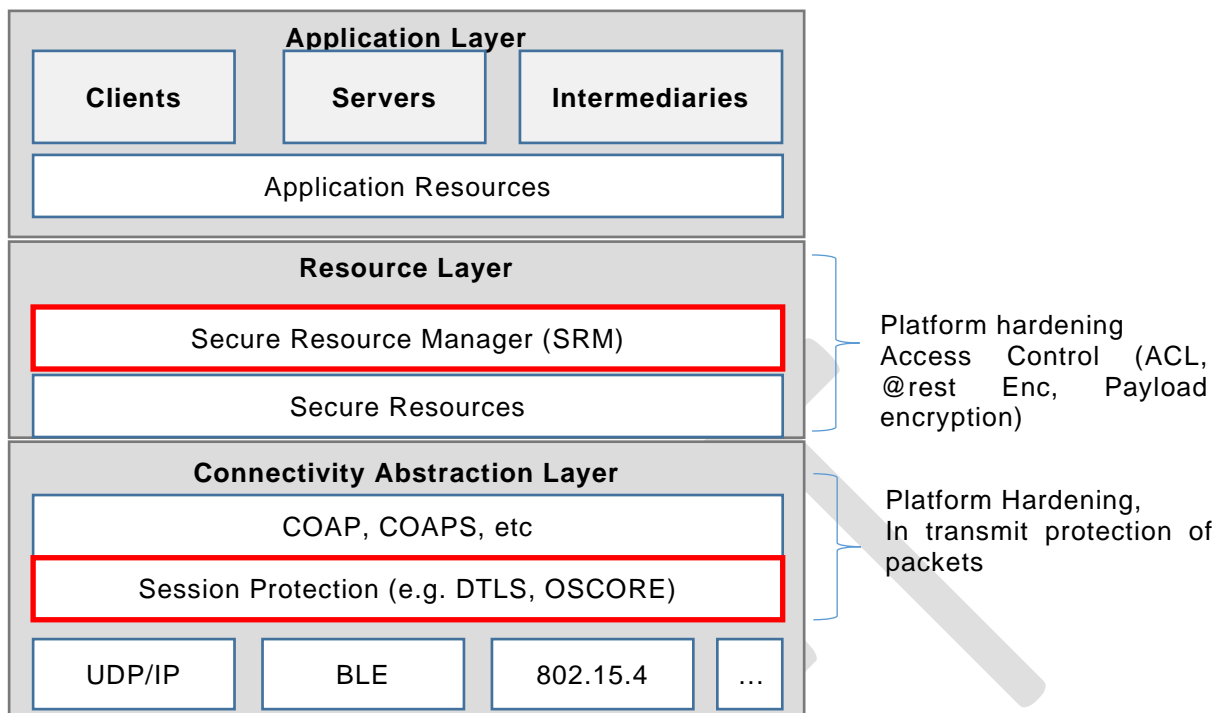 Application Layer
Clients
Servers
Intermediaries
Application Resources
Resource Layer
Secure Resource Manager (SRM)
Secure Resources
Platform hardening
Access Control (ACL,
@rest Enc, Payload
encryption)
Connectivity Abstraction Layer
COAP, COAPS, etc
Session Protection (e.g. DTLS, OSCORE)
Platform Hardening,
In transmit protection of
packets
UDP/IP
BLE
802.15.4
…